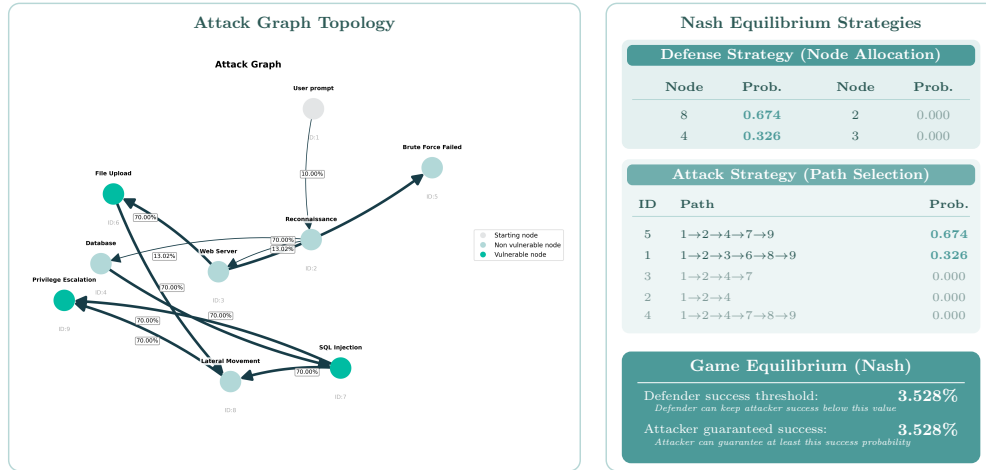 Attack Graph Topology
Attack Graph
User prompt
ID:1
Brute Force Failed
ID:5
10.00%
File Upload
ID:6
70.00%
Reconnaissance
70.00%
13.02%
ID:2
Starting node
Non vulnerable node
Vulnerable node
Database
13.02%
ID:4
Web Server
ID:3
Privilege Escalation
ID:9
70.00%
70.00%
70.00%
70.00%
Lateral Movement
ID:8
SQL Injection
70.00%
ID:7
Nash Equilibrium Strategies
Defense Strategy (Node Allocation)
Node Prob. Node Prob.
8 0.674 2 0.000
4 0.326 3 0.000
Attack Strategy (Path Selection)
ID Path Prob.
5 1→2→4→7→9 0.674
1 1→2→3→6→8→9 0.326
3 1→2→4→7 0.000
2 1→2→4 0.000
4 1→2→4→7→8→9 0.000
Game Equilibrium (Nash)
Defender success threshold: 3.528%
Defender can keep attacker success below this value
Attacker guaranteed success: 3.528%
Attacker can guarantee at least this success probability